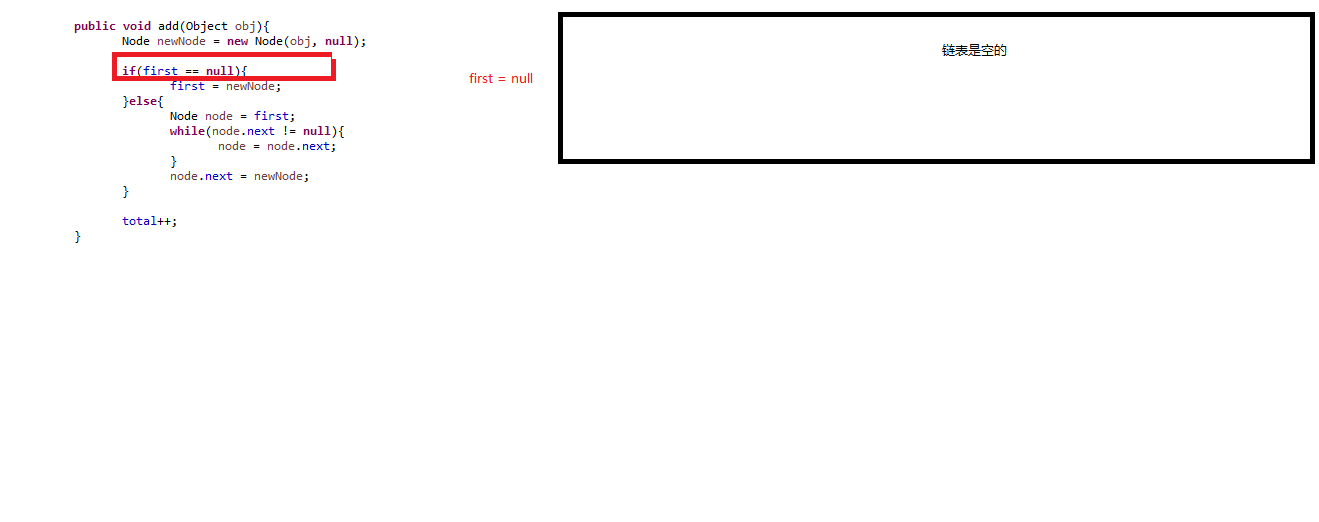 public void add(Object obj){
Node newNode = new Node(obj, null);
if(first == null){
first = newNode;
}else{
Node node = first;
while(node.next != null){
node = node.next;
}
node.next = newNode;
}
total++;
}
first = null
链表是空的